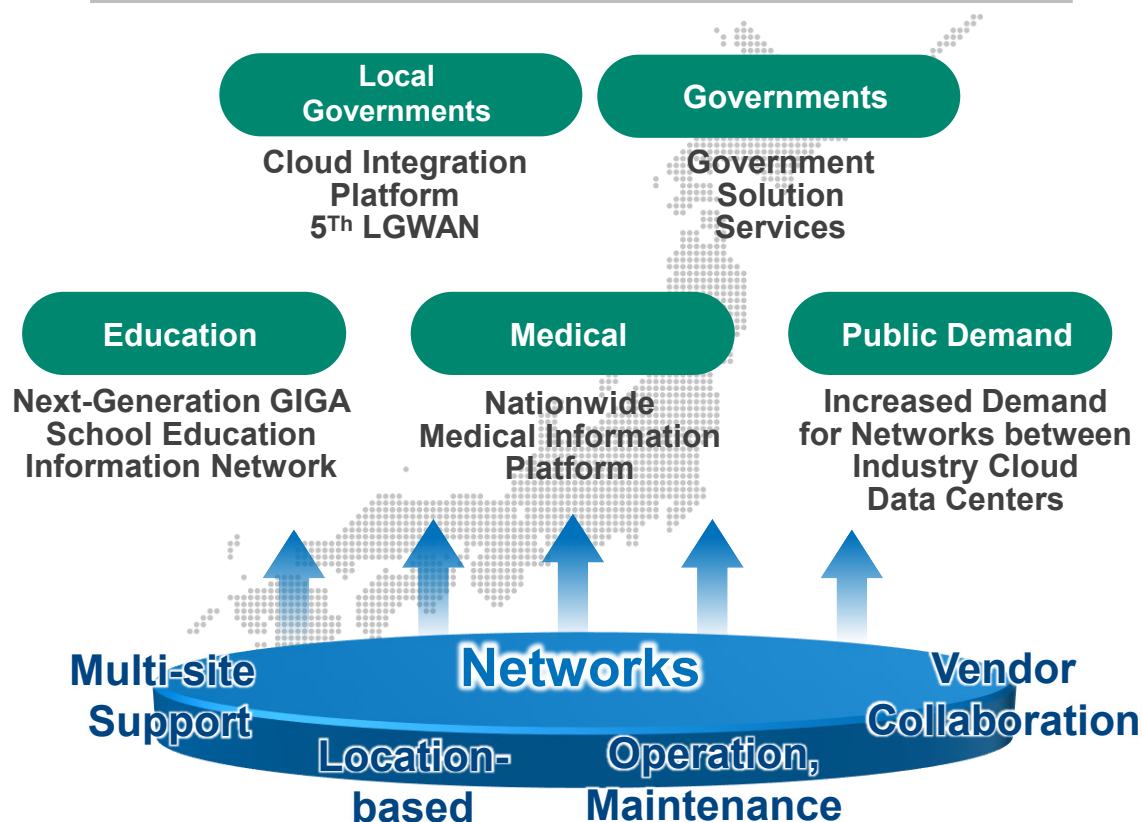 Local
Governments
Governments
Cloud Integration
Platform
5Th LGWAN
Government
Solution
Services
Education
Medical
Public Demand
Next-Generation GIGA
School Education
Information Network
Nationwide
Medical Information
Platform
Increased Demand
for Networks between
Industry Cloud
Data Centers
Networks
Multi-site
Support
Vendor
Collaboration
Location-
based
Operation,
Maintenance